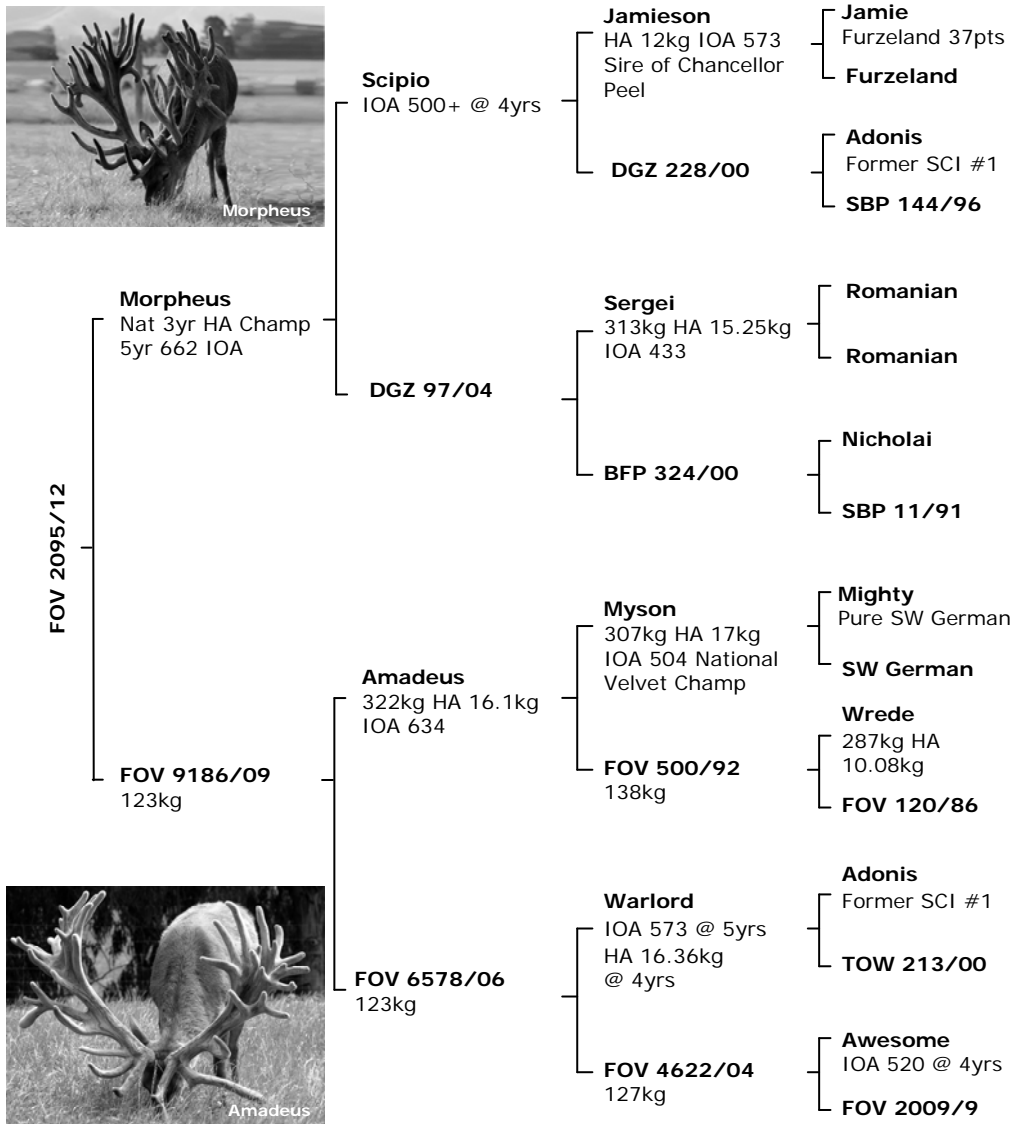 Morpheus
FOV 2095/12
Morpheus
Nat 3yr HA Champ
5yr 662 IOA
FOV 9186/09
123kg
Scipio
IOA 500+ @ 4yrs
DGZ 97/04
Amadeus
322kg HA 16.1kg
IOA 634
FOV 6578/06
123kg
Jamieson
HA 12kg IOA 573
Sire of Chancellor
Peel
DGZ 228/00
Sergei
313kg HA 15.25kg
IOA 433
BFP 324/00
Myson
307kg HA 17kg
IOA 504 National
Velvet Champ
FOV 500/92
138kg
Warlord
IOA 573 @ 5yrs
HA 16.36kg
@ 4yrs
FOV 4622/04
127kg
Jamie
Furzeland 37pts
Furzeland
Adonis
Former SCI #1
SBP 144/96
Romanian
Romanian
Nicholai
SBP 11/91
Mighty
Pure SW German
SW German
Wrede
287kg HA
10.08kg
FOV 120/86
Adonis
Former SCI #1
TOW 213/00
Awesome
IOA 520 @ 4yrs
FOV 2009/9
Amadeus